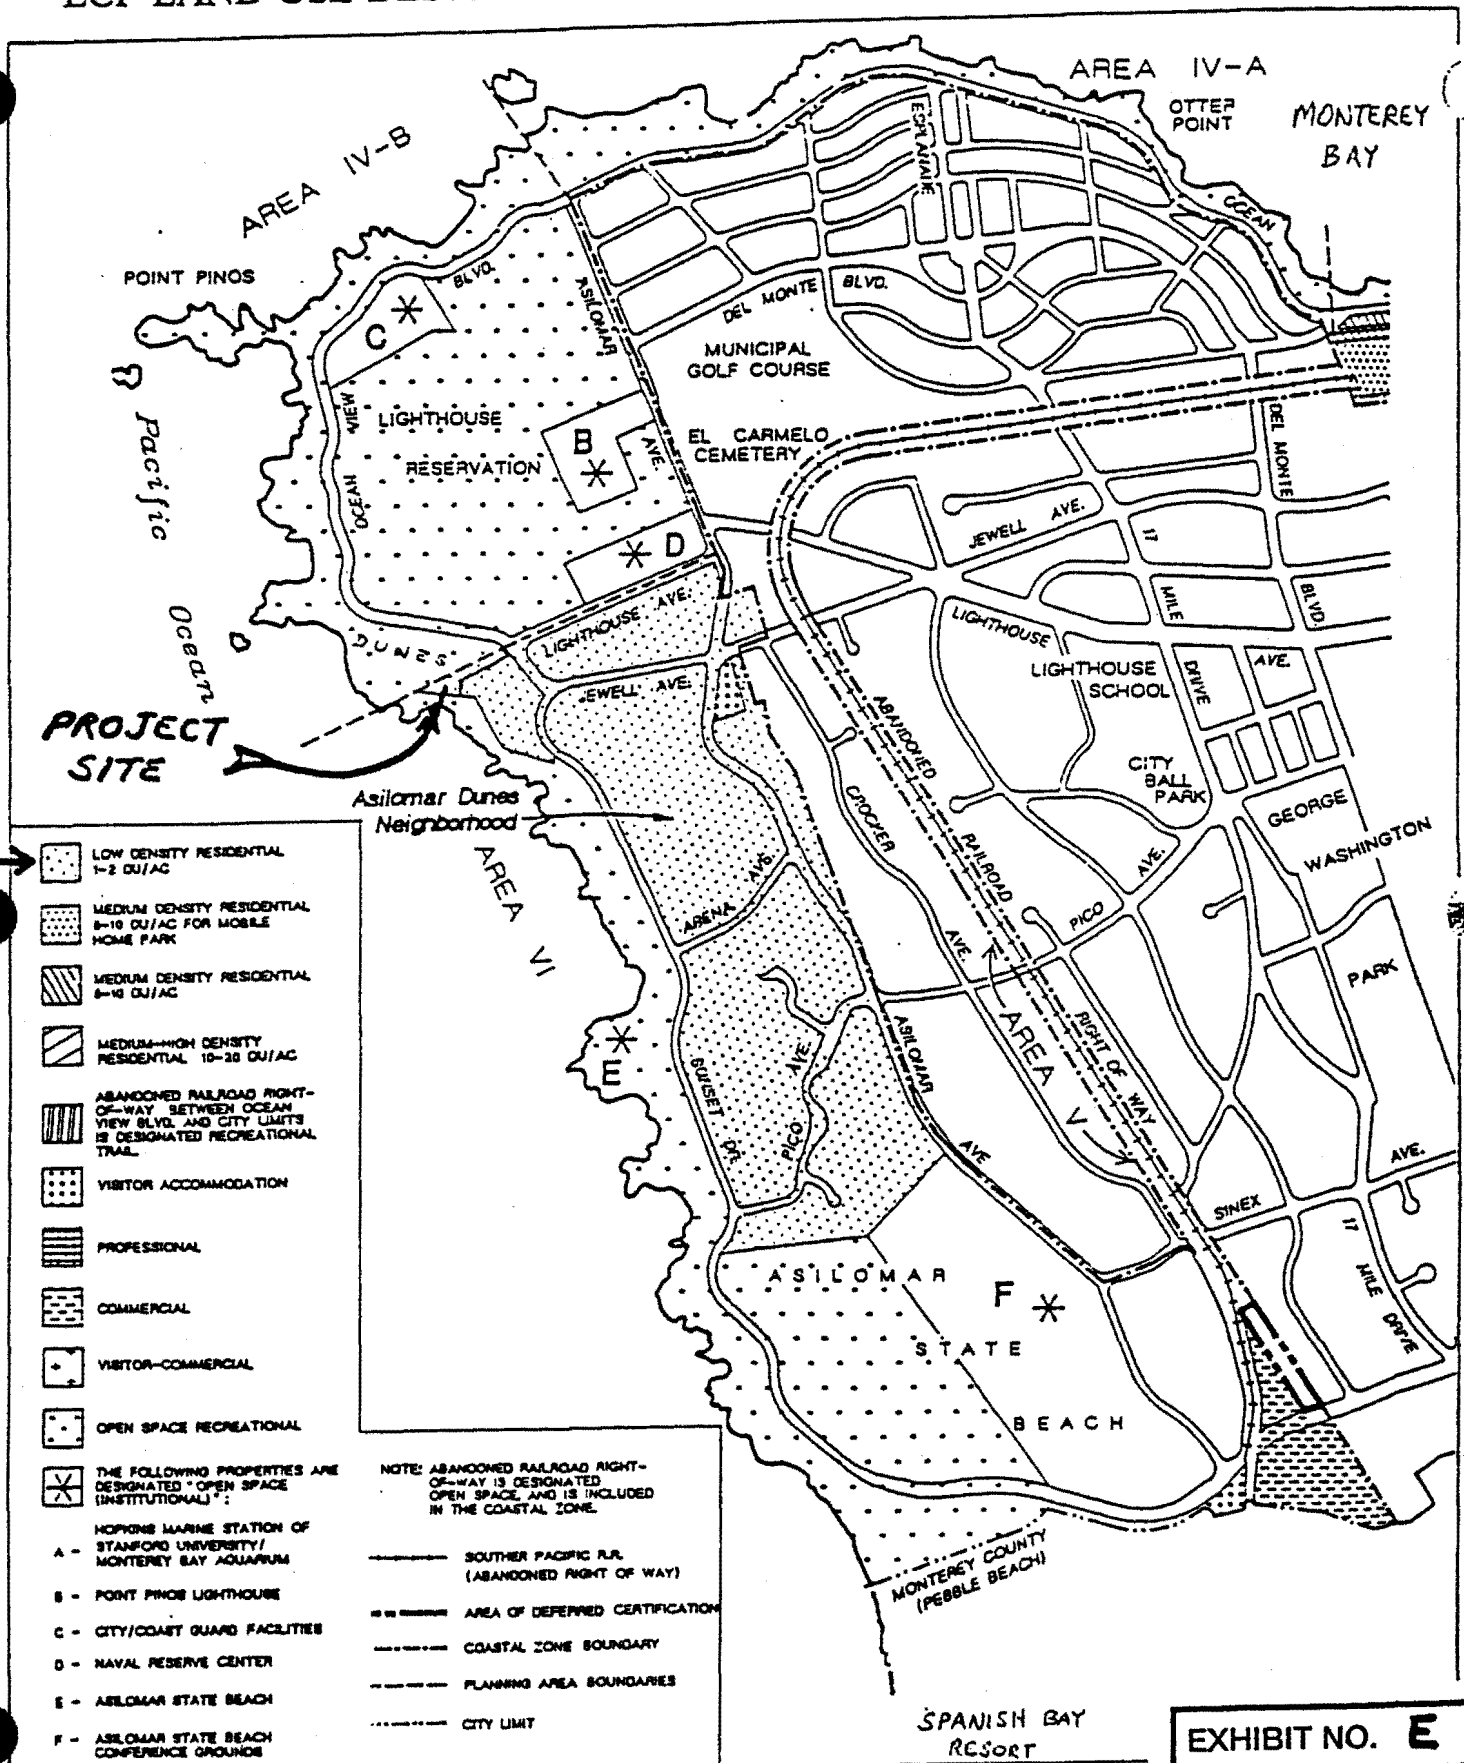 AREA IV-A
OTTER
POINT
MONTEREY
BAY
AREA IV-B
ESPLANADE
OCEAN
POINT PINOS
BLVD.
ASILOMAR
DEL MONTE BLVD.
C
MUNICIPAL
GOLF COURSE
VIEW
LIGHTHOUSE
B
AVE.
EL CARMELO
CEMETERY
RESERVATION
DEL MONTE
Pacific
OCEAN
JEWELL AVE.
17
D
Ocean
LIGHTHOUSE AVE.
MILE
BLVD.
DUNES
LIGHTHOUSE
LIGHTHOUSE
SCHOOL
AVE.
DRIVE
EWELL AVE.
PROJECT
SITE
ABANDONED
CITY
BALL
PARK
Asilomar Dunes
Neighborhood
CROCKER
GEORGE
WASHINGTON
RAILROAD
AVE.
AREA VI
AVE.
ARENA
PICO
AVE.
PARK
ASILOMAR
AREA V
RIGHT OF WAY
E
AVE.
SUNSET
DR.
PICO
AVE
AVE.
SINEX
17
MILE
DRIVE
ASILOMAR
F
STATE
BEACH
LOW DENSITY RESIDENTIAL
1-2 DU/AC
MEDIUM DENSITY RESIDENTIAL
8-10 DU/AC FOR MOBILE
HOME PARK
MEDIUM DENSITY RESIDENTIAL
8-10 DU/AC
MEDIUM-HIGH DENSITY
RESIDENTIAL 10-20 DU/AC
ABANDONED RAILROAD RIGHT-
OF-WAY BETWEEN OCEAN
VIEW BLVD. AND CITY LIMITS
IS DESIGNATED RECREATIONAL
TRAIL.
VISITOR ACCOMMODATION
PROFESSIONAL
COMMERCIAL
VISITOR-COMMERCIAL
OPEN SPACE RECREATIONAL
THE FOLLOWING PROPERTIES ARE
DESIGNATED "OPEN SPACE
(INSTITUTIONAL)":
A - HOPKINS MARINE STATION OF
STANFORD UNIVERSITY/
MONTEREY BAY AQUARIUM
B - POINT PINOS LIGHTHOUSE
C - CITY/COAST GUARD FACILITIES
D - NAVAL RESERVE CENTER
E - ASILOMAR STATE BEACH
F - ASILOMAR STATE BEACH
CONFERENCE GROUNDS
NOTE: ABANDONED RAILROAD RIGHT-
OF-WAY IS DESIGNATED
OPEN SPACE, AND IS INCLUDED
IN THE COASTAL ZONE.
SOUTHER PACIFIC R.R.
(ABANDONED RIGHT OF WAY)
AREA OF DEFERRED CERTIFICATION
COASTAL ZONE BOUNDARY
PLANNING AREA BOUNDARIES
CITY LIMIT
MONTEREY COUNTY
(PEBBLE BEACH)
SPANISH BAY
RESORT
EXHIBIT NO. E